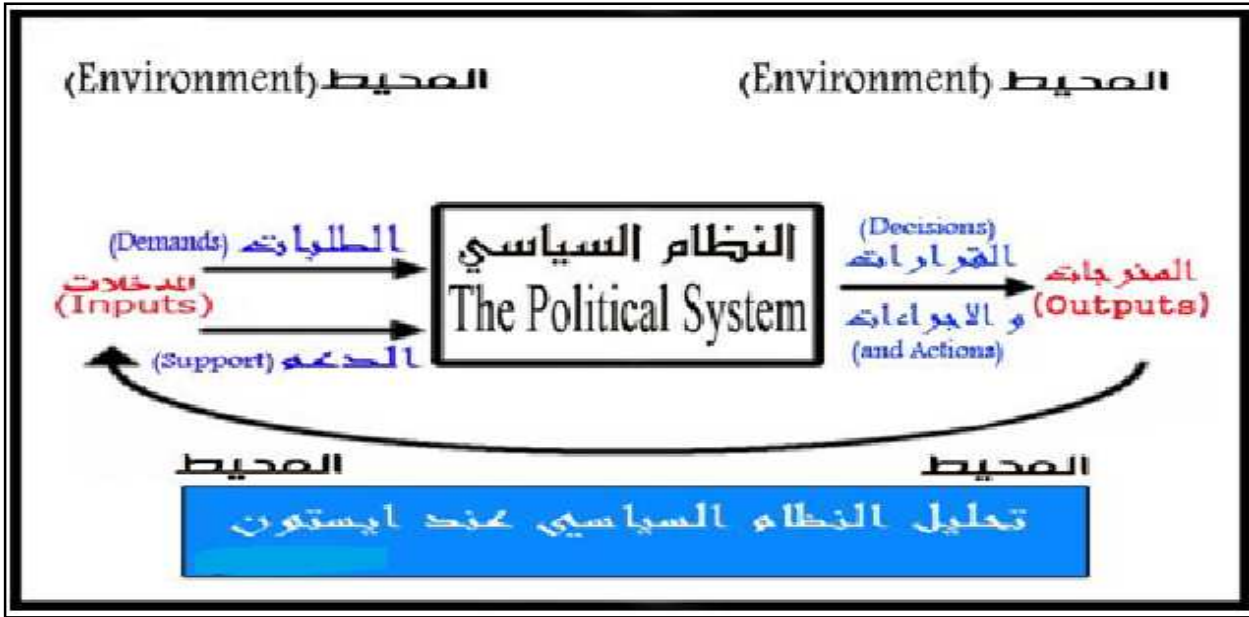 المحيط (Environment)
المحيط (Environment)
الطلبات (Demands)
المدخلات
(Inputs)
الدعم (Support)
النظام السياسي
The Political System
(Decisions)
القرارات
و الاجراءات
(and Actions)
المخرجات
(Outputs)
المحيط
المحيط
تحليل النظام السياسي عند ايستون